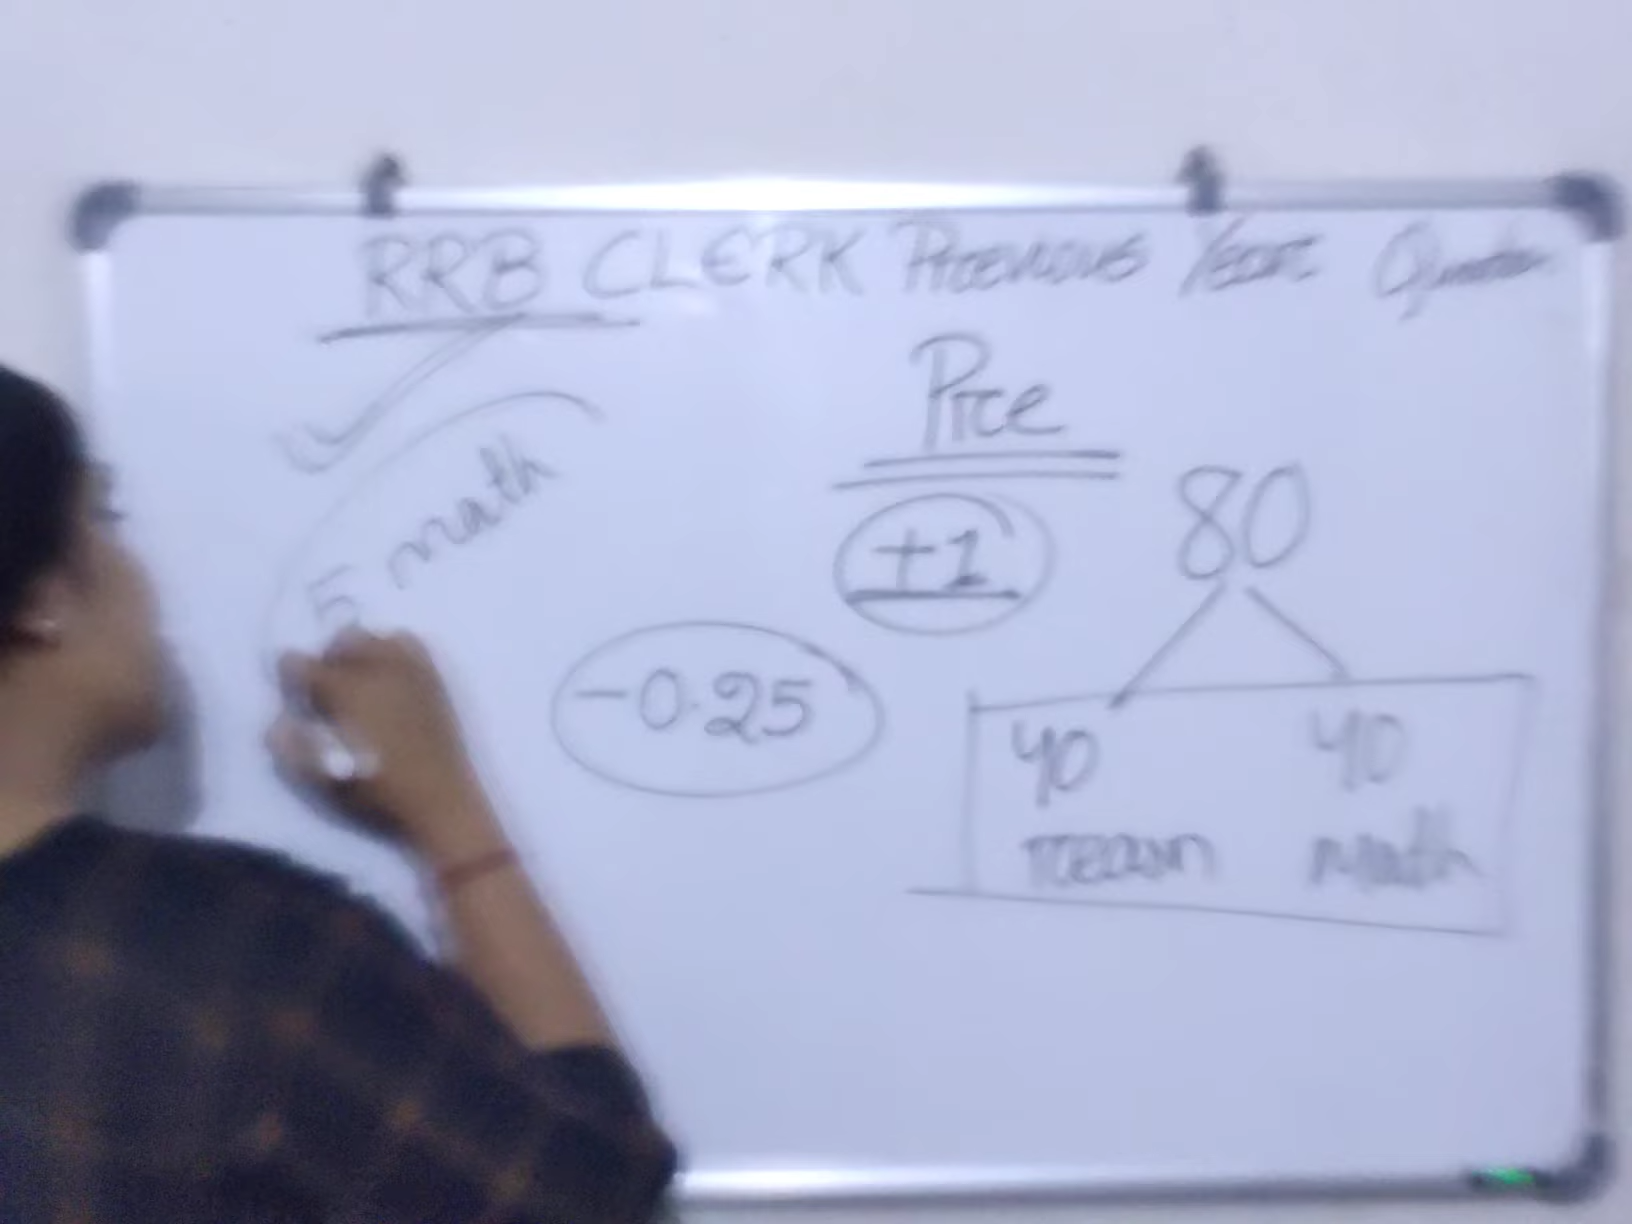 RRB CLERK Previous Year
Pre
+1
80
5 math
-0.25
40 40
reason Math